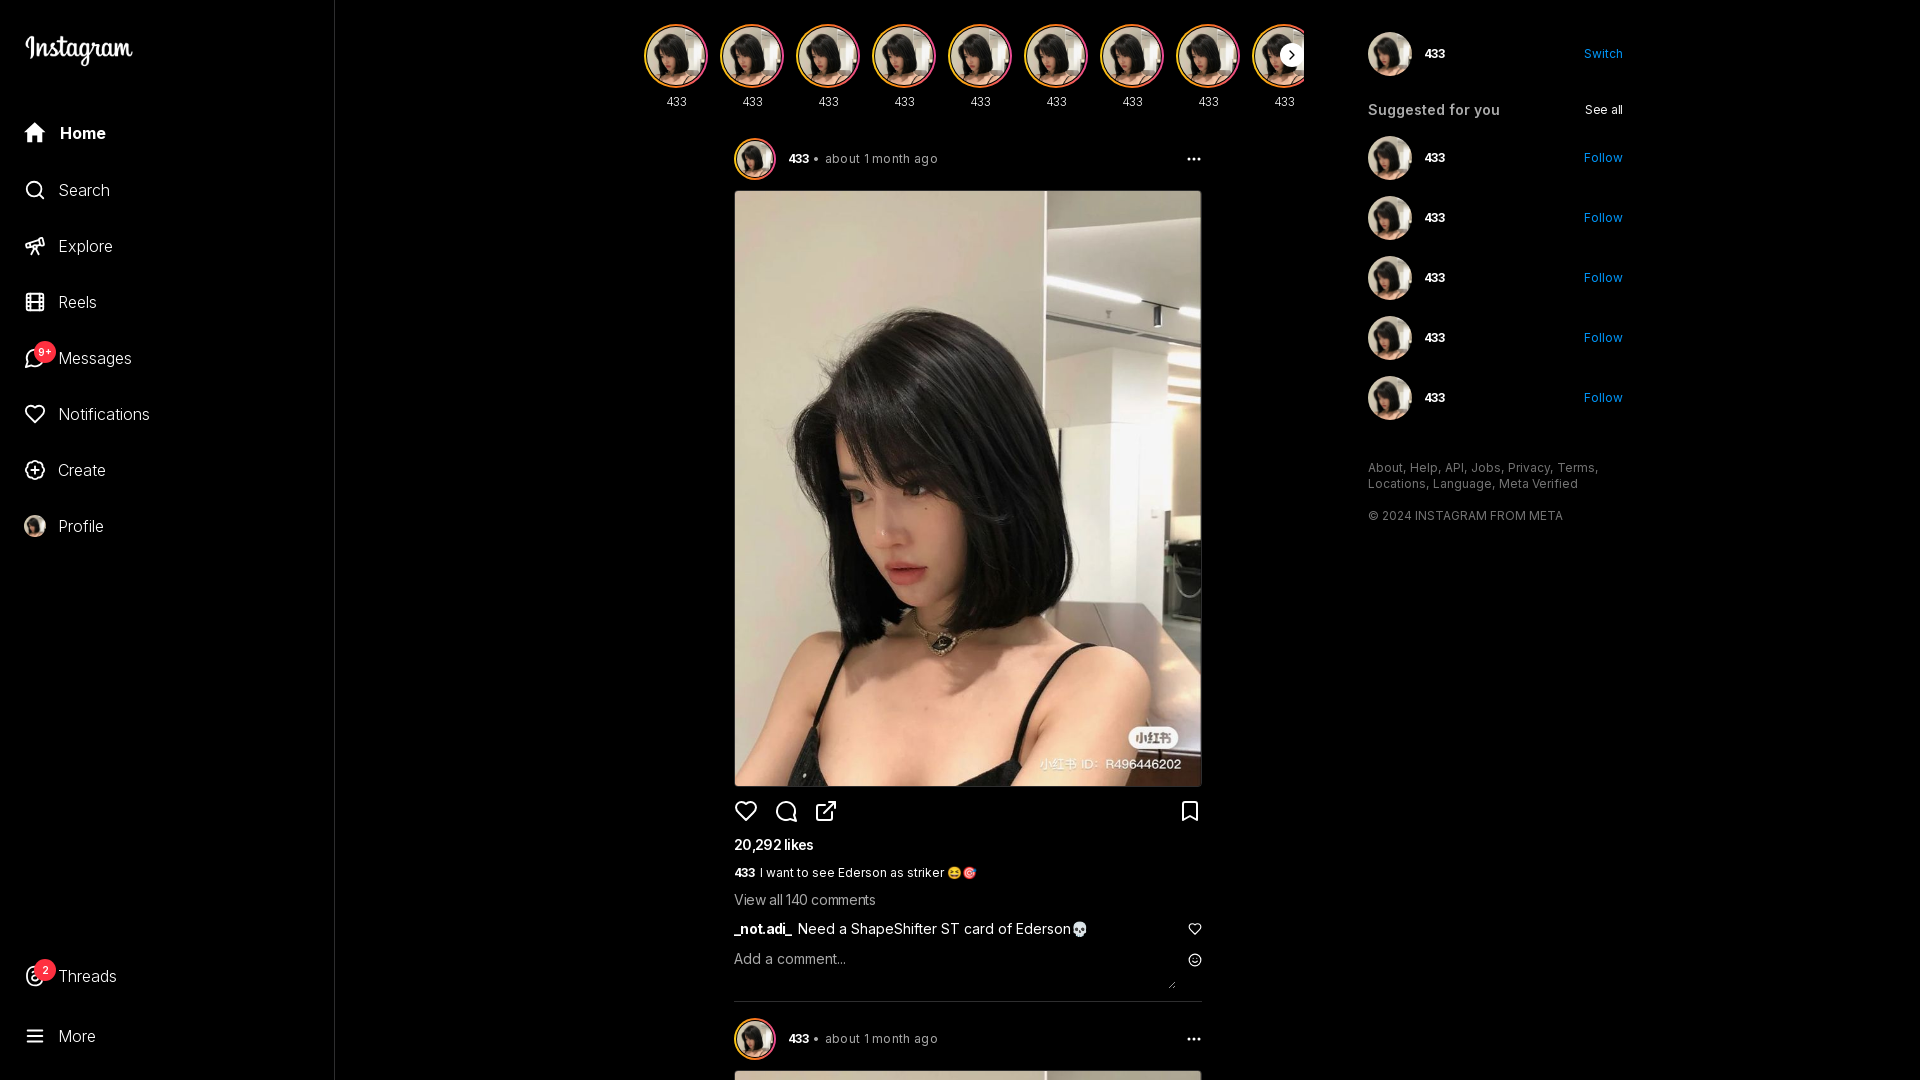 Instagram
Home
Search
Explore
Reels
9+
Messages
Notifications
Create
Profile
2
Threads
More
433
433
433
433
433
433
433
433
433
433 • about 1 month ago
小红书
小红书 ID: R496446202
20,292 likes
433 I want to see Ederson as striker 😆🎯
View all 140 comments
_not.adi_ Need a ShapeShifter ST card of Ederson💀
Add a comment...
433 • about 1 month ago
433 Switch
Suggested for you See all
433 Follow
433 Follow
433 Follow
433 Follow
433 Follow
About, Help, API, Jobs, Privacy, Terms,
Locations, Language, Meta Verified
© 2024 INSTAGRAM FROM META